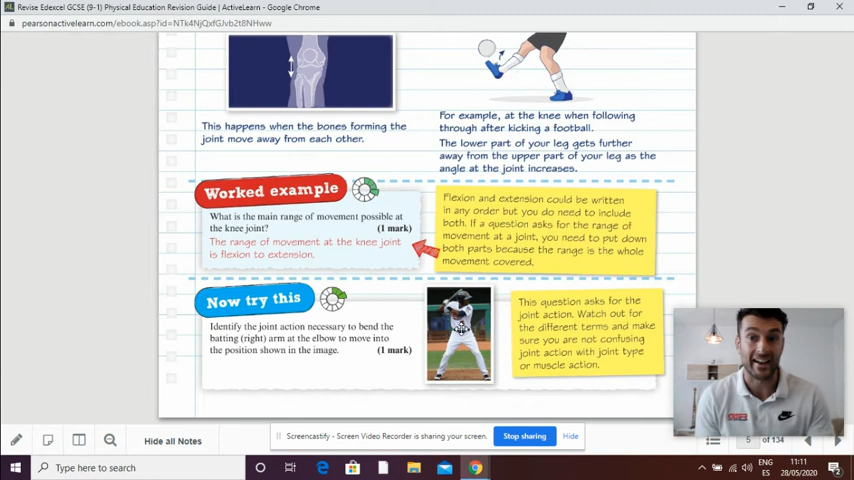 Revise Edexcel GCSE (9-1) Physical Education Revision Guide | ActiveLearn - Google Chrome
pearsonactivelearn.com/ebook.asp?id=NTk4NjQxfGJvb2t8NHww
This happens when the bones forming the
joint move away from each other.
For example, at the knee when following
through after kicking a football.
The lower part of your leg gets further
away from the upper part of your leg as the
angle at the joint increases.
Worked example
What is the main range of movement possible at
the knee joint? (1 mark)
The range of movement at the knee joint
is flexion to extension.
Flexion and extension could be written
in any order but you do need to include
both. If a question asks for the range of
movement at a joint, you need to put down
both parts because the range is the whole
movement covered.
Now try this
Identify the joint action necessary to bend the
batting (right) arm at the elbow to move into
the position shown in the image. (1 mark)
This question asks for the
joint action. Watch out for
the different terms and make
sure you are not confusing
joint action with joint type
or muscle action.
Hide all Notes
Screencastify - Screen Video Recorder is sharing your screen.
Stop sharing
Hide
5 of 134
Type here to search
ENG
ES
11:11
28/05/2020
2